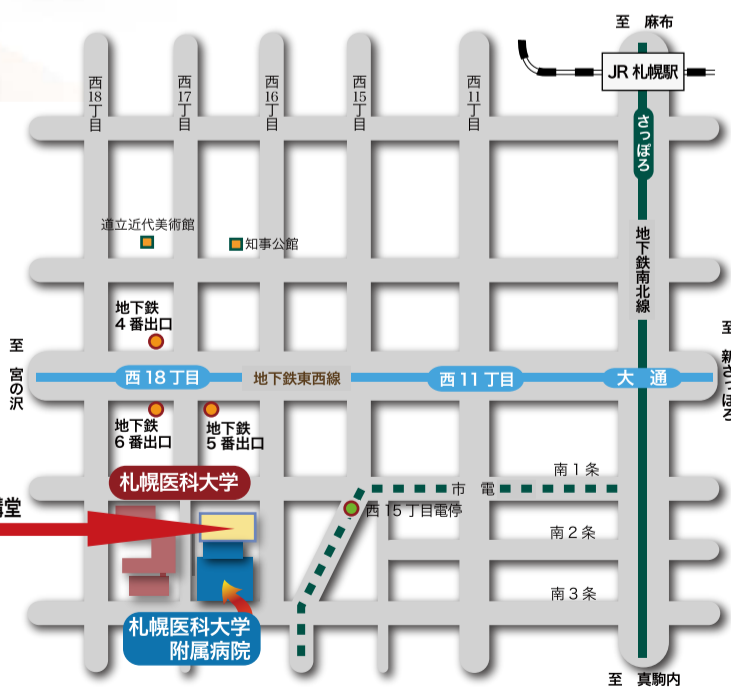 至 麻布
JR 札幌駅
さっぽろ
西18丁目
西17丁目
西16丁目
西15丁目
西11丁目
道立近代美術館
知事公館
地下鉄南北線
地下鉄
4 番出口
至 宮の沢
至 新さっぽろ
西 18 丁目
地下鉄東西線
西 11 丁目
大 通
地下鉄
6 番出口
地下鉄
5 番出口
札幌医科大学
講堂
市 電
南 1 条
西 15 丁目電停
南 2 条
南 3 条
札幌医科大学
附属病院
至 真駒内